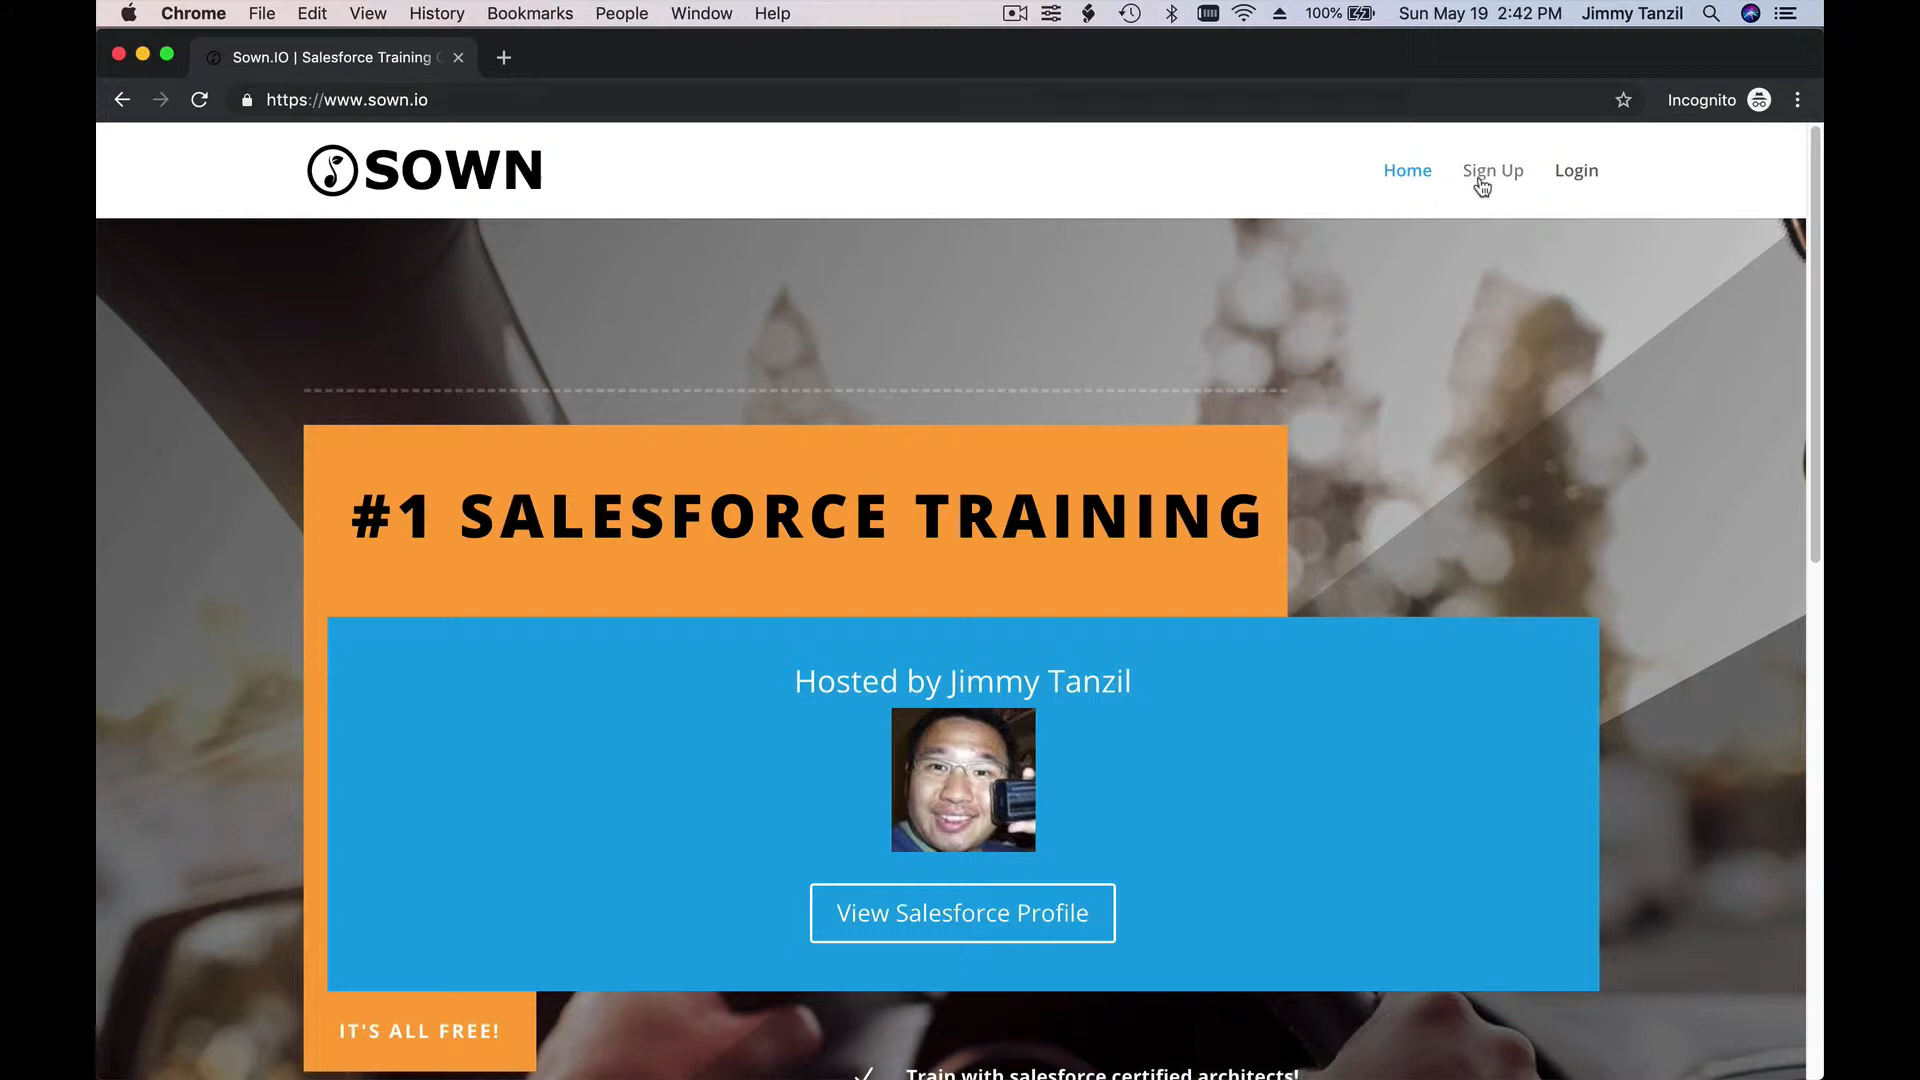 Chrome File Edit View History Bookmarks People Window Help 100% Sun May 19 2:42 PM Jimmy Tanzil
Sown.IO | Salesforce Training
https://www.sown.io Incognito
SOWN Home Sign Up Login
#1 SALESFORCE TRAINING
Hosted by Jimmy Tanzil
View Salesforce Profile
IT'S ALL FREE!
Train with salesforce certified architects!